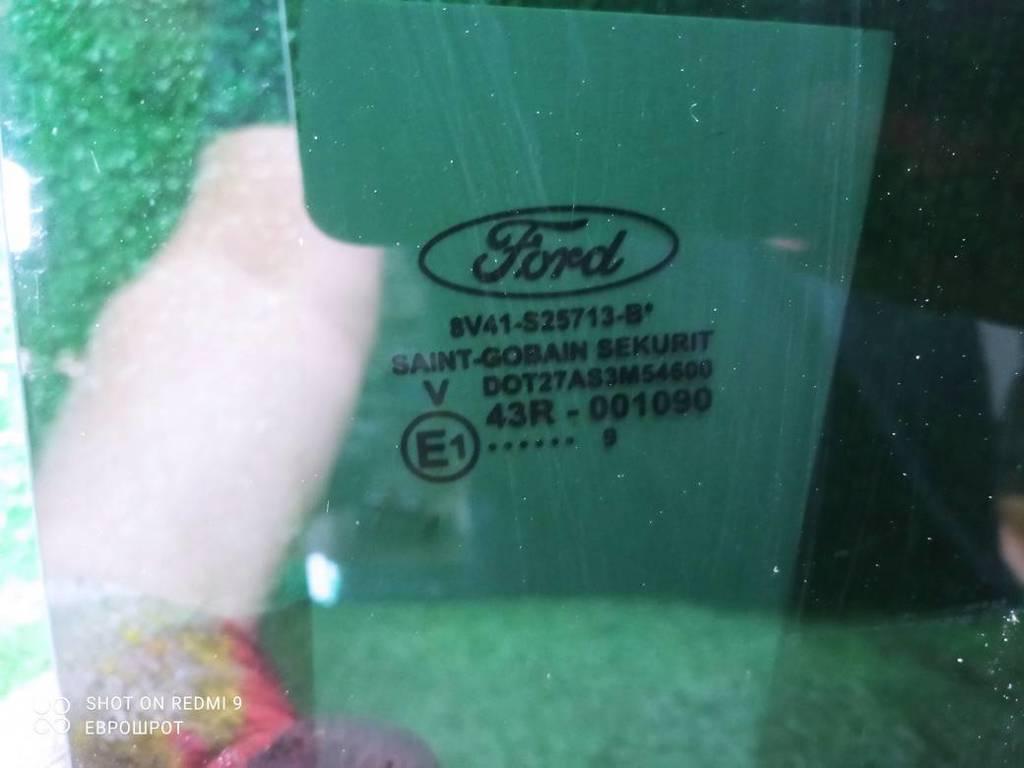 Ford
8V41-S25713-B*
SAINT-GOBAIN SEKURIT
V DOT27AS3M54600
43R - 001090
E1 ...... 9
SHOT ON REDMI 9
ЕВРОШРОТ